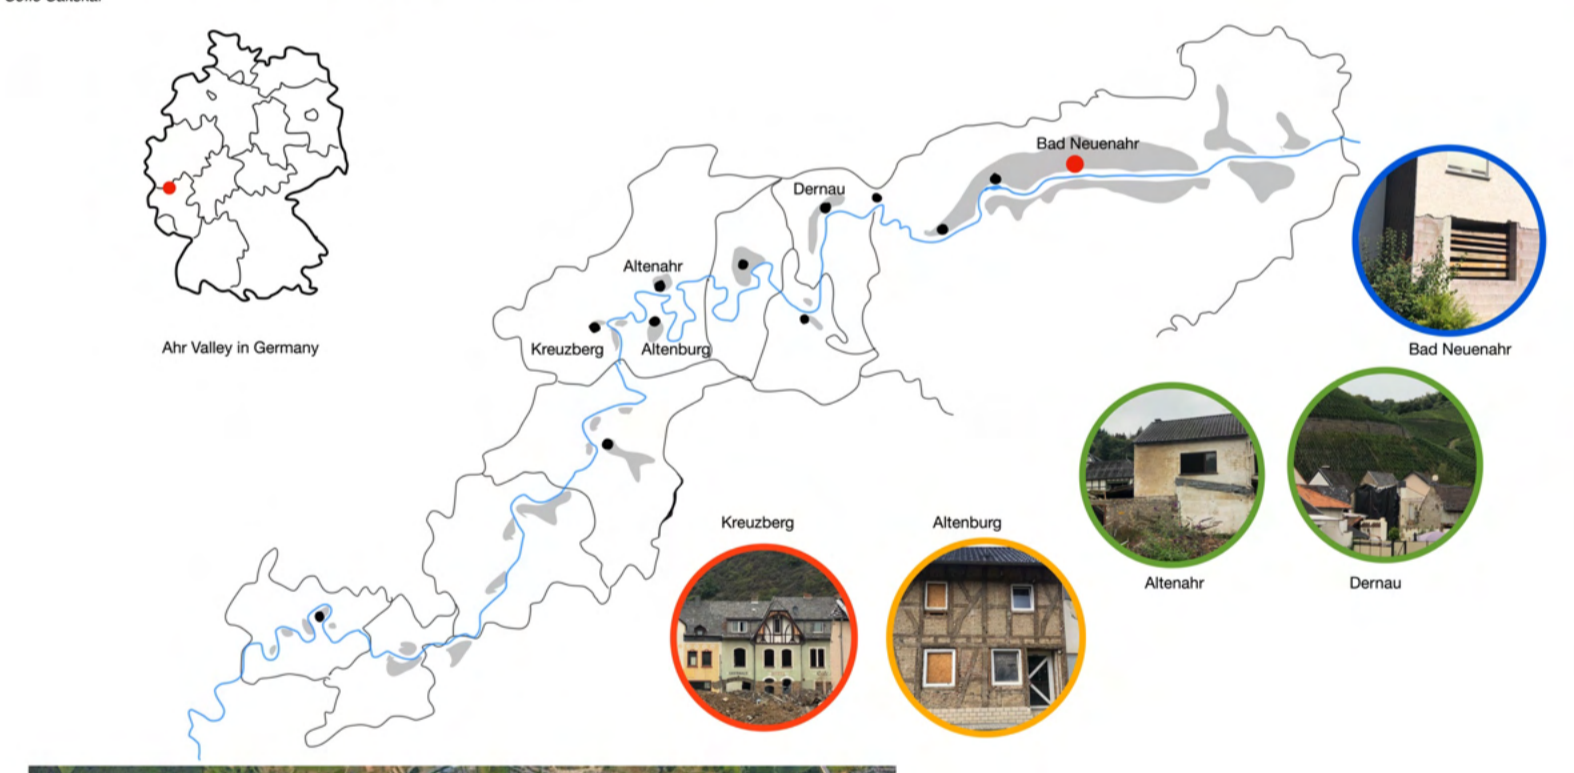 Bad Neuenahr
Dernau
Altenahr
Kreuzberg
Altenburg
Ahr Valley in Germany
Bad Neuenahr
Kreuzberg
Altenburg
Altenahr
Dernau